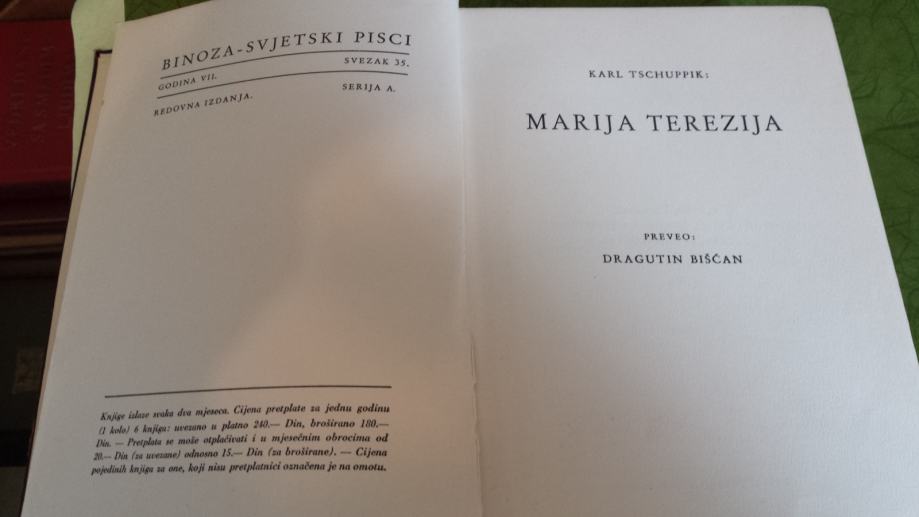 BINOZA-SVJETSKI PISCI
GODINA VII. SVEZAK 35.
REDOVNA IZDANJA. SERIJA A.
Knjige izlaze svaka dva mjeseca. Cijena pretplate za jednu godinu
(1 kolo) 6 knjiga: uvezano u platno 240.— Din, broširano 180.—
Din. — Pretplata se može otplaćivati i u mjesečnim obrocima od
20.— Din (za uvezane) odnosno 15.— Din (za broširane). — Cijena
pojedinih knjiga za one, koji nisu pretplatnici označena je na omotu.
KARL TSCHUPPIK:
MARIJA TEREZIJA
PREVEO:
DRAGUTIN BIŠČAN